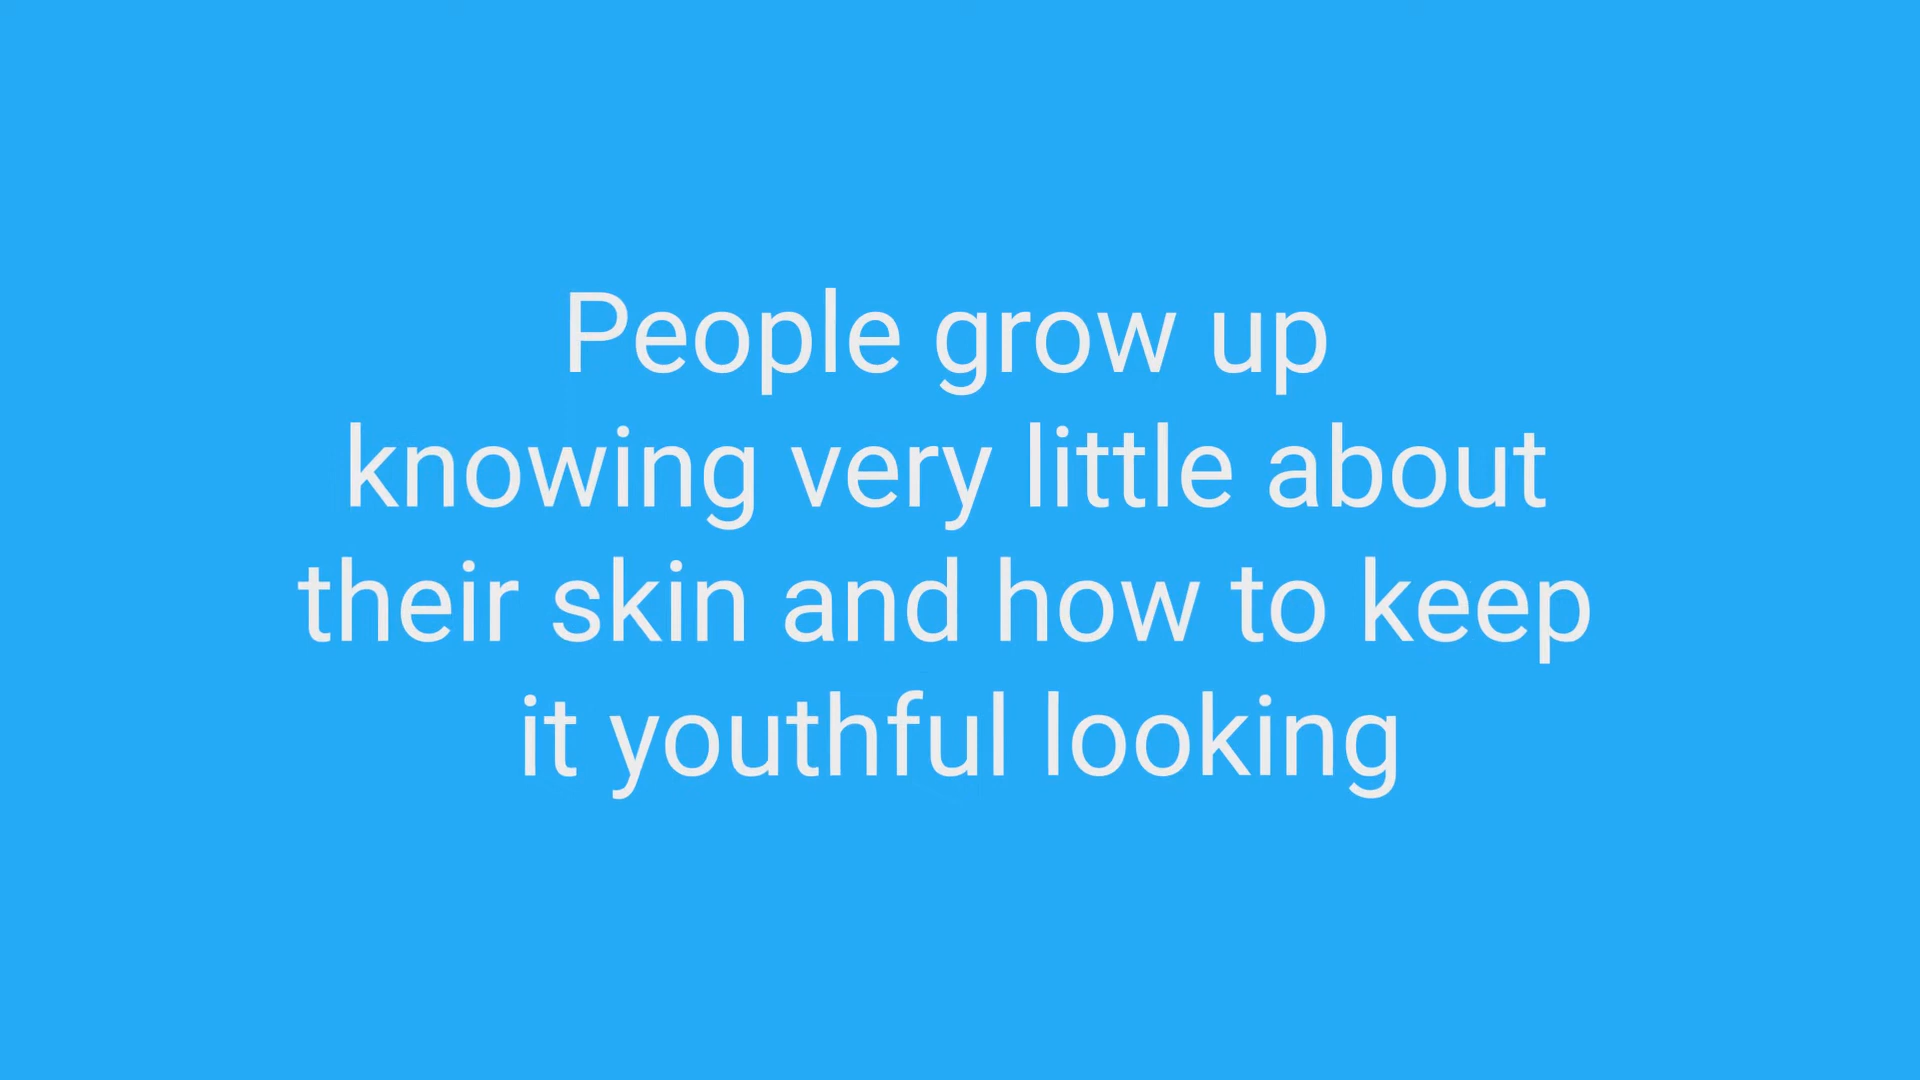 People grow up
knowing very little about
their skin and how to keep
it youthful looking